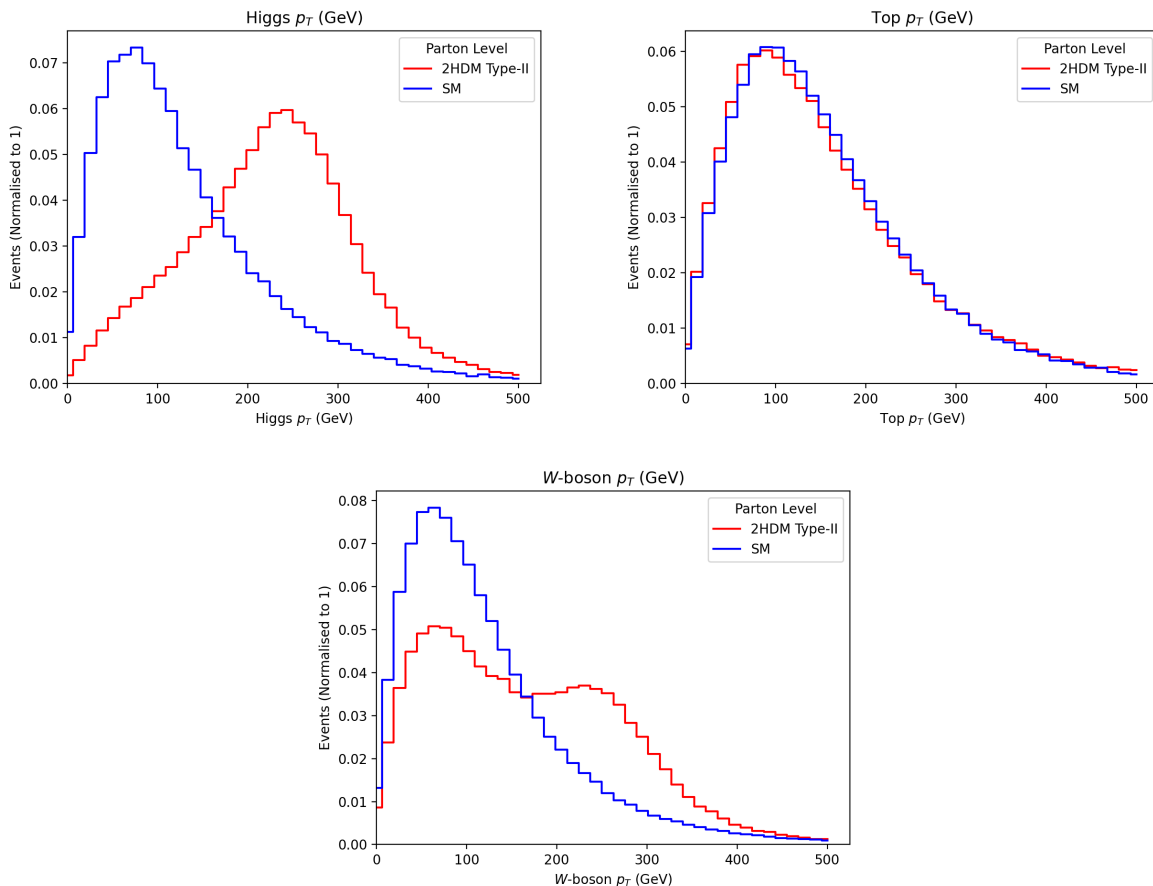 Higgs p_T (GeV)
Events (Normalised to 1)
0.07
0.06
0.05
0.04
0.03
0.02
0.01
0.00
Parton Level
2HDM Type-II
SM
0 100 200 300 400 500
Higgs p_T (GeV)
Top p_T (GeV)
Events (Normalised to 1)
0.06
0.05
0.04
0.03
0.02
0.01
0.00
Parton Level
2HDM Type-II
SM
0 100 200 300 400 500
Top p_T (GeV)
W-boson p_T (GeV)
Events (Normalised to 1)
0.08
0.07
0.06
0.05
0.04
0.03
0.02
0.01
0.00
Parton Level
2HDM Type-II
SM
0 100 200 300 400 500
W-boson p_T (GeV)